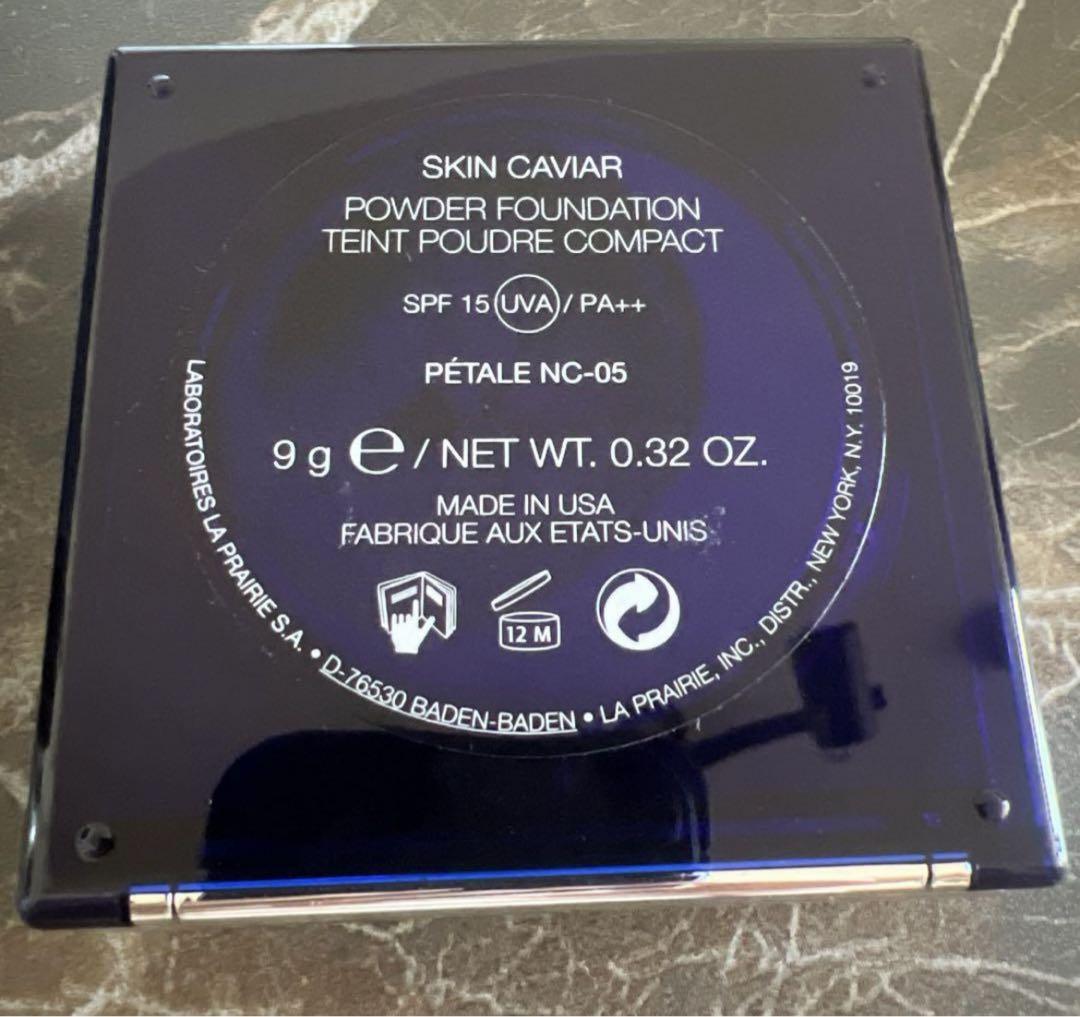 SKIN CAVIAR
POWDER FOUNDATION
TEINT POUDRE COMPACT
SPF 15 UVA / PA++
PÉTALE NC-05
9 g e / NET WT. 0.32 OZ.
MADE IN USA
FABRIQUE AUX ETATS-UNIS
12 M
LABORATOIRES LA PRAIRIE S.A. • D-76530 BADEN-BADEN • LA PRAIRIE, INC., DISTR., NEW YORK, N.Y. 10019